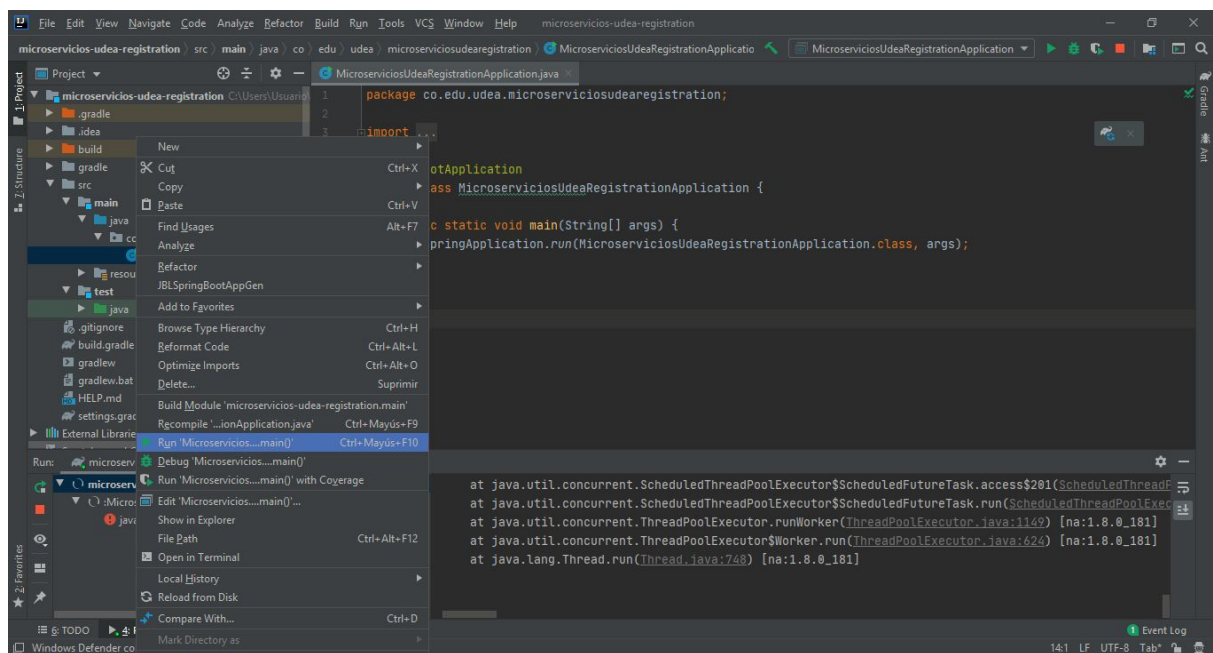 File Edit View Navigate Code Analyze Refactor Build Run Tools VCS Window Help microservicios-udea-registration
microservicios-udea-registration src main java co edu udea microserviciosudearegistration MicroserviciosUdeaRegistrationApplicatio MicroserviciosUdeaRegistrationApplication
Project MicroserviciosUdeaRegistrationApplication.java
1: Project
Z: Structure
2: Favorites
microservicios-udea-registration C:\Users\Usuario\
.gradle
.idea
build
gradle
src
main
java
resou
test
java
.gitignore
build.gradle
gradlew
gradlew.bat
HELP.md
settings.grad
External Librarie
New
Cut Ctrl+X
Copy
Paste Ctrl+V
Find Usages Alt+F7
Analyze
Refactor
JBLSpringBootAppGen
Add to Favorites
Browse Type Hierarchy Ctrl+H
Reformat Code Ctrl+Alt+L
Optimize Imports Ctrl+Alt+O
Delete... Suprimir
Build Module 'microservicios-udea-registration.main'
Recompile '...ionApplication.java' Ctrl+Mayús+F9
Run 'Microservicios....main()' Ctrl+Mayús+F10
Debug 'Microservicios....main()'
Run 'Microservicios....main()' with Coverage
Edit 'Microservicios....main()'...
Show in Explorer
File Path Ctrl+Alt+F12
Open in Terminal
Local History
Reload from Disk
Compare With... Ctrl+D
Mark Directory as
1 package co.edu.udea.microserviciosudearegistration;
2
3 import ...
otApplication
ass MicroserviciosUdeaRegistrationApplication {
c static void main(String[] args) {
pringApplication.run(MicroserviciosUdeaRegistrationApplication.class, args);
Gradle
Ant
Run: microserv
microserv
:Micros
java
at java.util.concurrent.ScheduledThreadPoolExecutor$ScheduledFutureTask.access$201(ScheduledThreadP
at java.util.concurrent.ScheduledThreadPoolExecutor$ScheduledFutureTask.run(ScheduledThreadPoolExec
at java.util.concurrent.ThreadPoolExecutor.runWorker(ThreadPoolExecutor.java:1149) [na:1.8.0_181]
at java.util.concurrent.ThreadPoolExecutor$Worker.run(ThreadPoolExecutor.java:624) [na:1.8.0_181]
at java.lang.Thread.run(Thread.java:748) [na:1.8.0_181]
6: TODO 4: 1 Event Log
Windows Defender co 14:1 LF UTF-8 Tab*